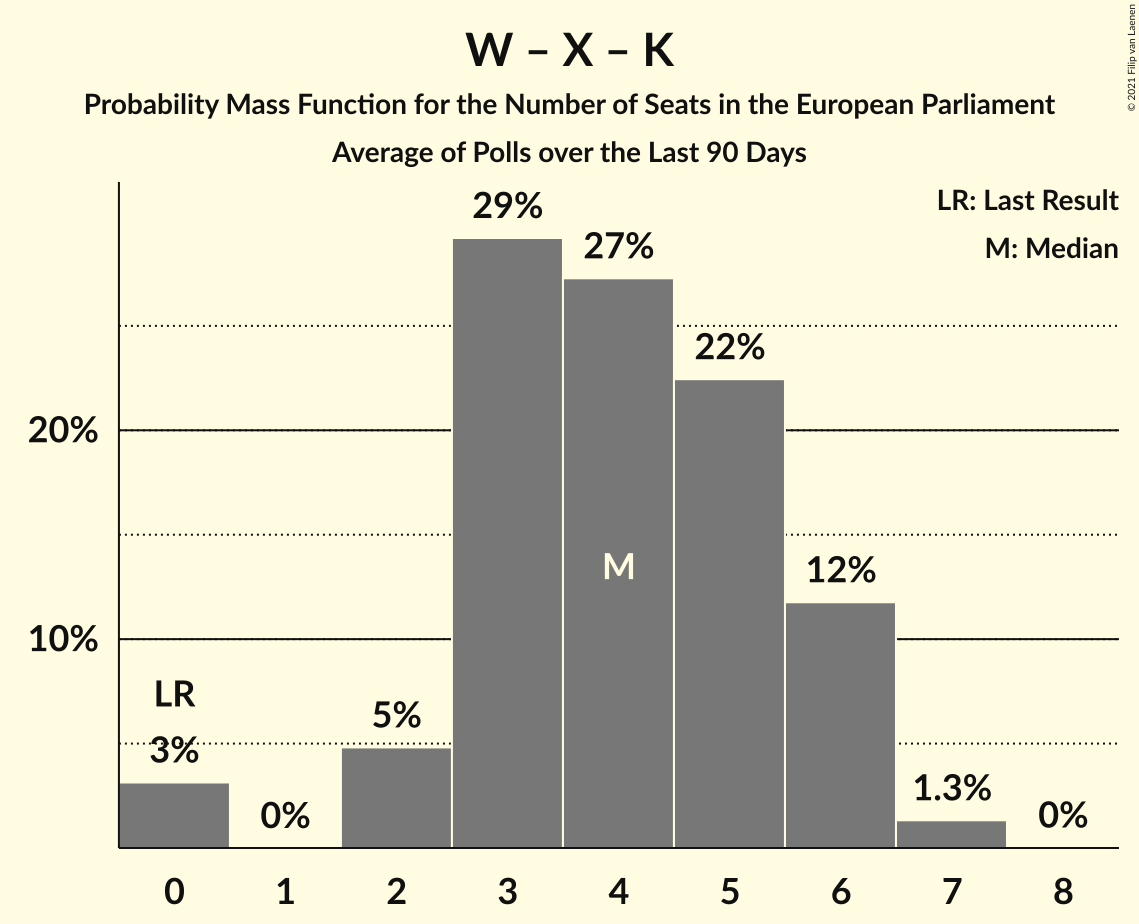 W – X – K
Probability Mass Function for the Number of Seats in the European Parliament
Average of Polls over the Last 90 Days
© 2021 Filip van Laenen
LR: Last Result
M: Median
29%
27%
22%
20%
M
12%
10%
LR
5%
3%
1.3%
0%
0%
0 1 2 3 4 5 6 7 8